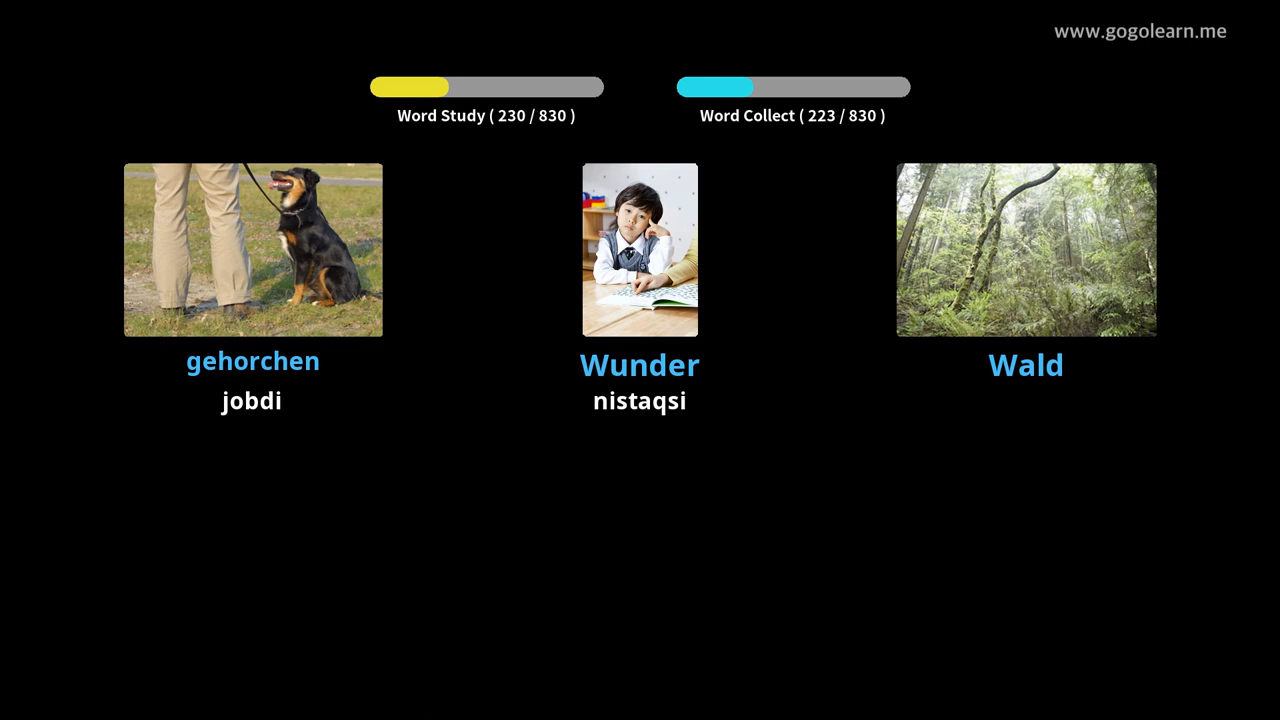 www.gogolearn.me
Word Study ( 230 / 830 )
Word Collect ( 223 / 830 )
gehorchen
Wunder
Wald
jobdi
nistaqsi